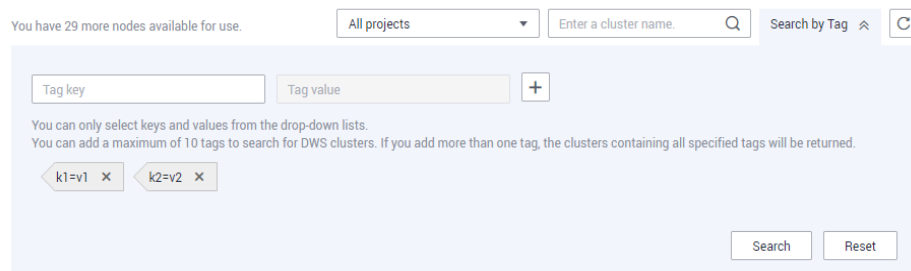 You have 29 more nodes available for use. All projects Enter a cluster name. Search by Tag
Tag key Tag value +
You can only select keys and values from the drop-down lists.
You can add a maximum of 10 tags to search for DWS clusters. If you add more than one tag, the clusters containing all specified tags will be returned.
k1=v1 × k2=v2 ×
Search Reset